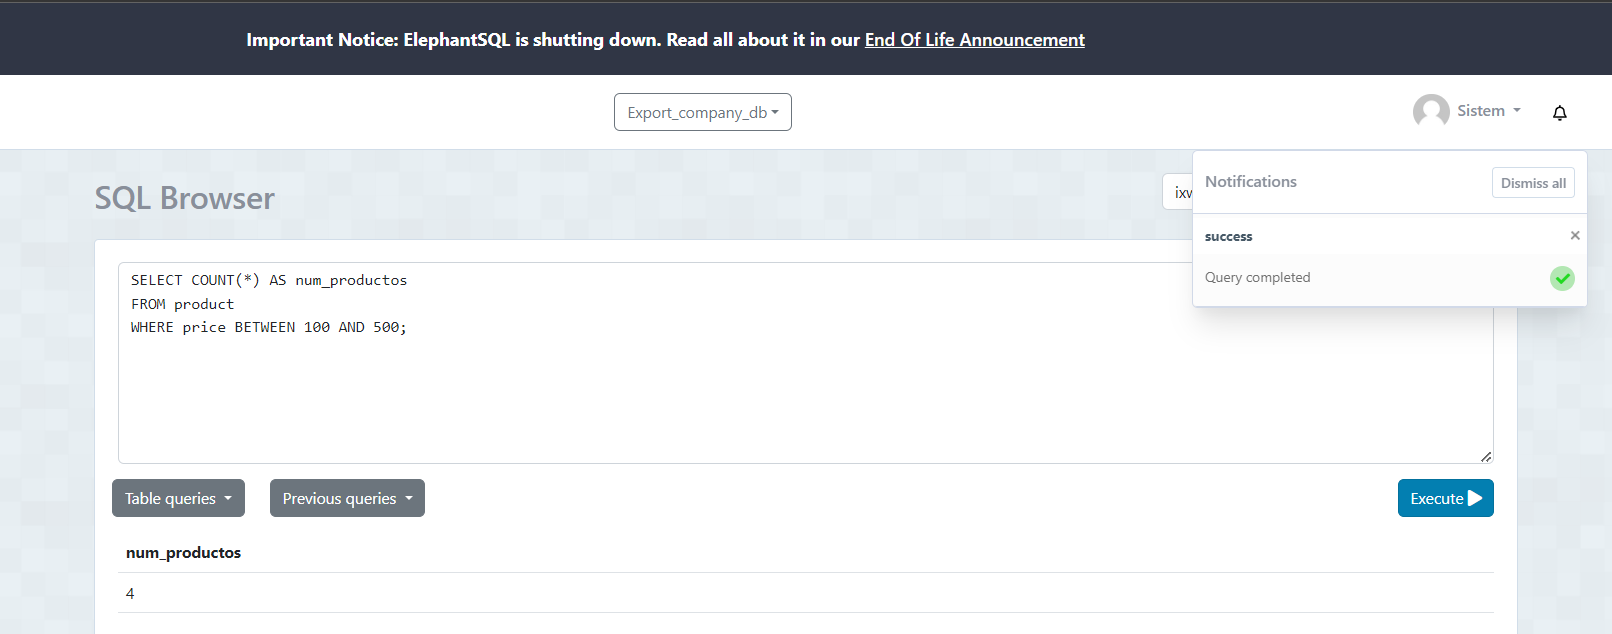 Important Notice: ElephantSQL is shutting down. Read all about it in our End Of Life Announcement
Export_company_db
Sistem
SQL Browser
ixw
Notifications
Dismiss all
success
Query completed
SELECT COUNT(*) AS num_productos
FROM product
WHERE price BETWEEN 100 AND 500;
Table queries
Previous queries
Execute
num_productos
4